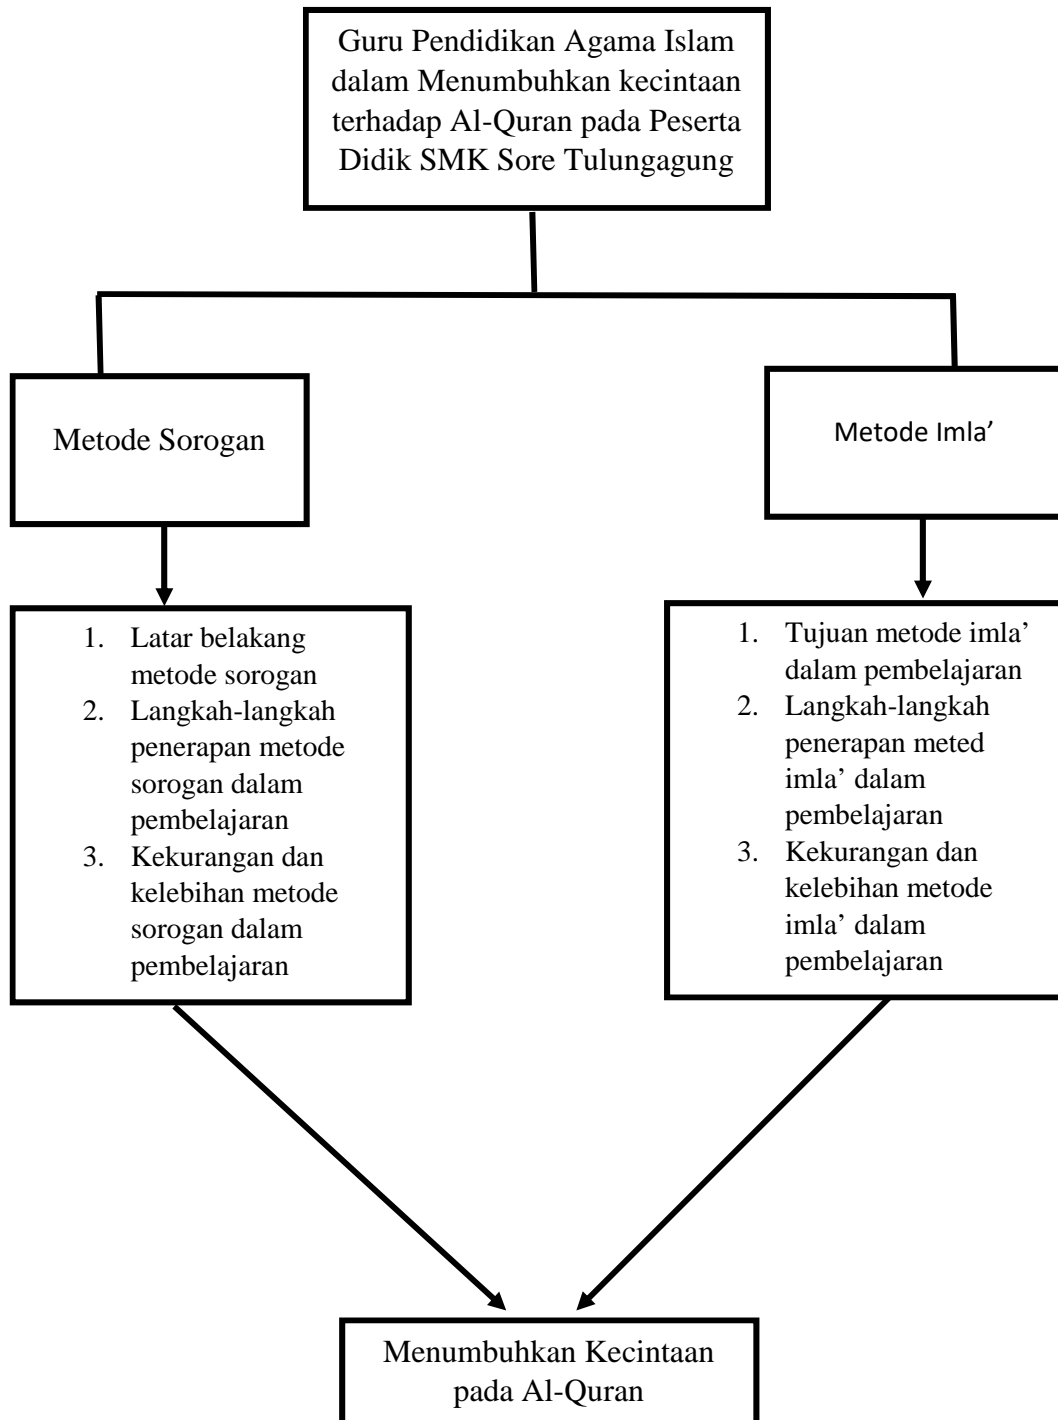 Guru Pendidikan Agama Islam
dalam Menumbuhkan kecintaan
terhadap Al-Quran pada Peserta
Didik SMK Sore Tulungagung
Metode Sorogan
Metode Imla’
1. Latar belakang
metode sorogan
2. Langkah-langkah
penerapan metode
sorogan dalam
pembelajaran
3. Kekurangan dan
kelebihan metode
sorogan dalam
pembelajaran
1. Tujuan metode imla’
dalam pembelajaran
2. Langkah-langkah
penerapan meted
imla’ dalam
pembelajaran
3. Kekurangan dan
kelebihan metode
imla’ dalam
pembelajaran
Menumbuhkan Kecintaan
pada Al-Quran